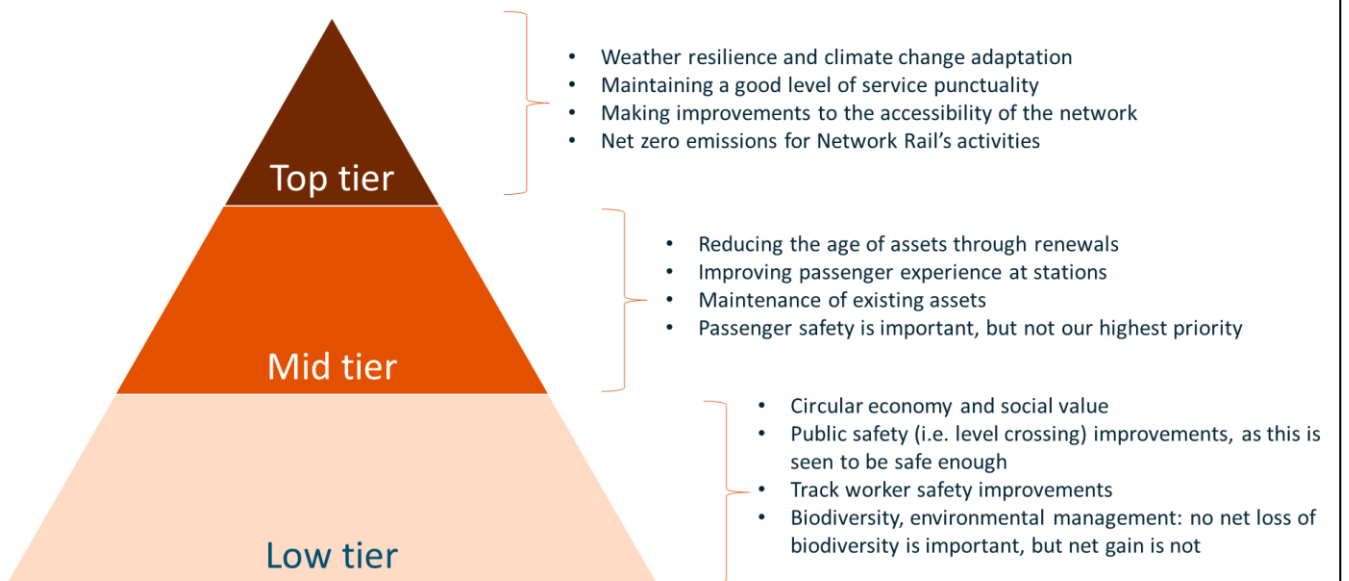 • Weather resilience and climate change adaptation
• Maintaining a good level of service punctuality
• Making improvements to the accessibility of the network
• Net zero emissions for Network Rail’s activities
Top tier
• Reducing the age of assets through renewals
• Improving passenger experience at stations
• Maintenance of existing assets
• Passenger safety is important, but not our highest priority
Mid tier
• Circular economy and social value
• Public safety (i.e. level crossing) improvements, as this is
seen to be safe enough
• Track worker safety improvements
• Biodiversity, environmental management: no net loss of
biodiversity is important, but net gain is not
Low tier